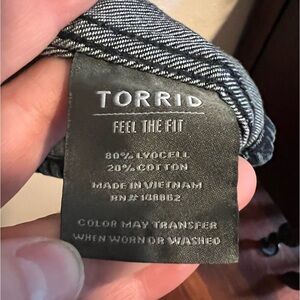 TORRID
FEEL THE FIT
80% LYOCELL
20% COTTON
MADE IN VIETNAM
RN# 148862
COLOR MAY TRANSFER
WHEN WORN OR WASHED